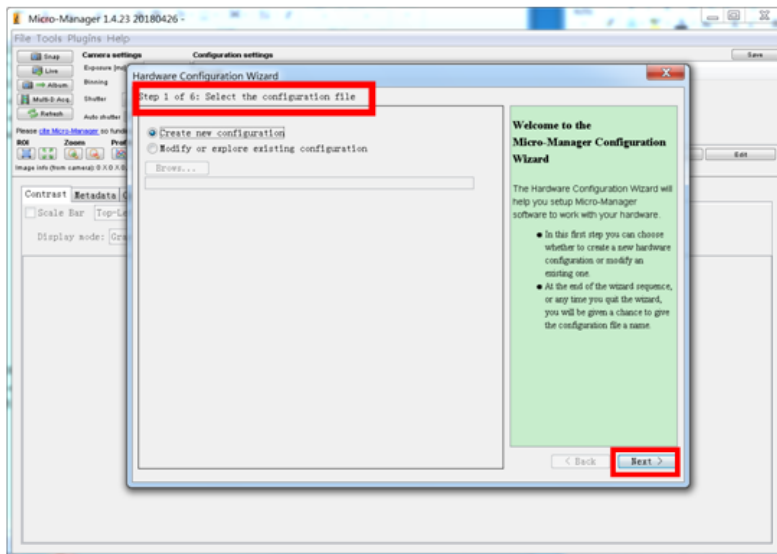 Micro-Manager 1.4.23 20180426 -
File Tools Plugins Help
Snap
Camera settings
Configuration settings
Save
Live
Exposure [ms]
Album
Binning
Multi-D Acq.
Shutter
Refresh
Auto shutter
Please cite Micro-Manager so fundi
ROI Zoom Prof
Edit
Image info (from camera): 0 X 0 X 0,
Contrast Metadata
Scale Bar Top-Le
Display mode: Gra
Hardware Configuration Wizard
Step 1 of 6: Select the configuration file
Create new configuration
Modify or explore existing configuration
Brows...
Welcome to the
Micro-Manager Configuration
Wizard
The Hardware Configuration Wizard will
help you setup Micro-Manager
software to work with your hardware.
In this first step you can choose
whether to create a new hardware
configuration or modify an
existing one.
At the end of the wizard sequence,
or any time you quit the wizard,
you will be given a chance to give
the configuration file a name.
< Back
Next >